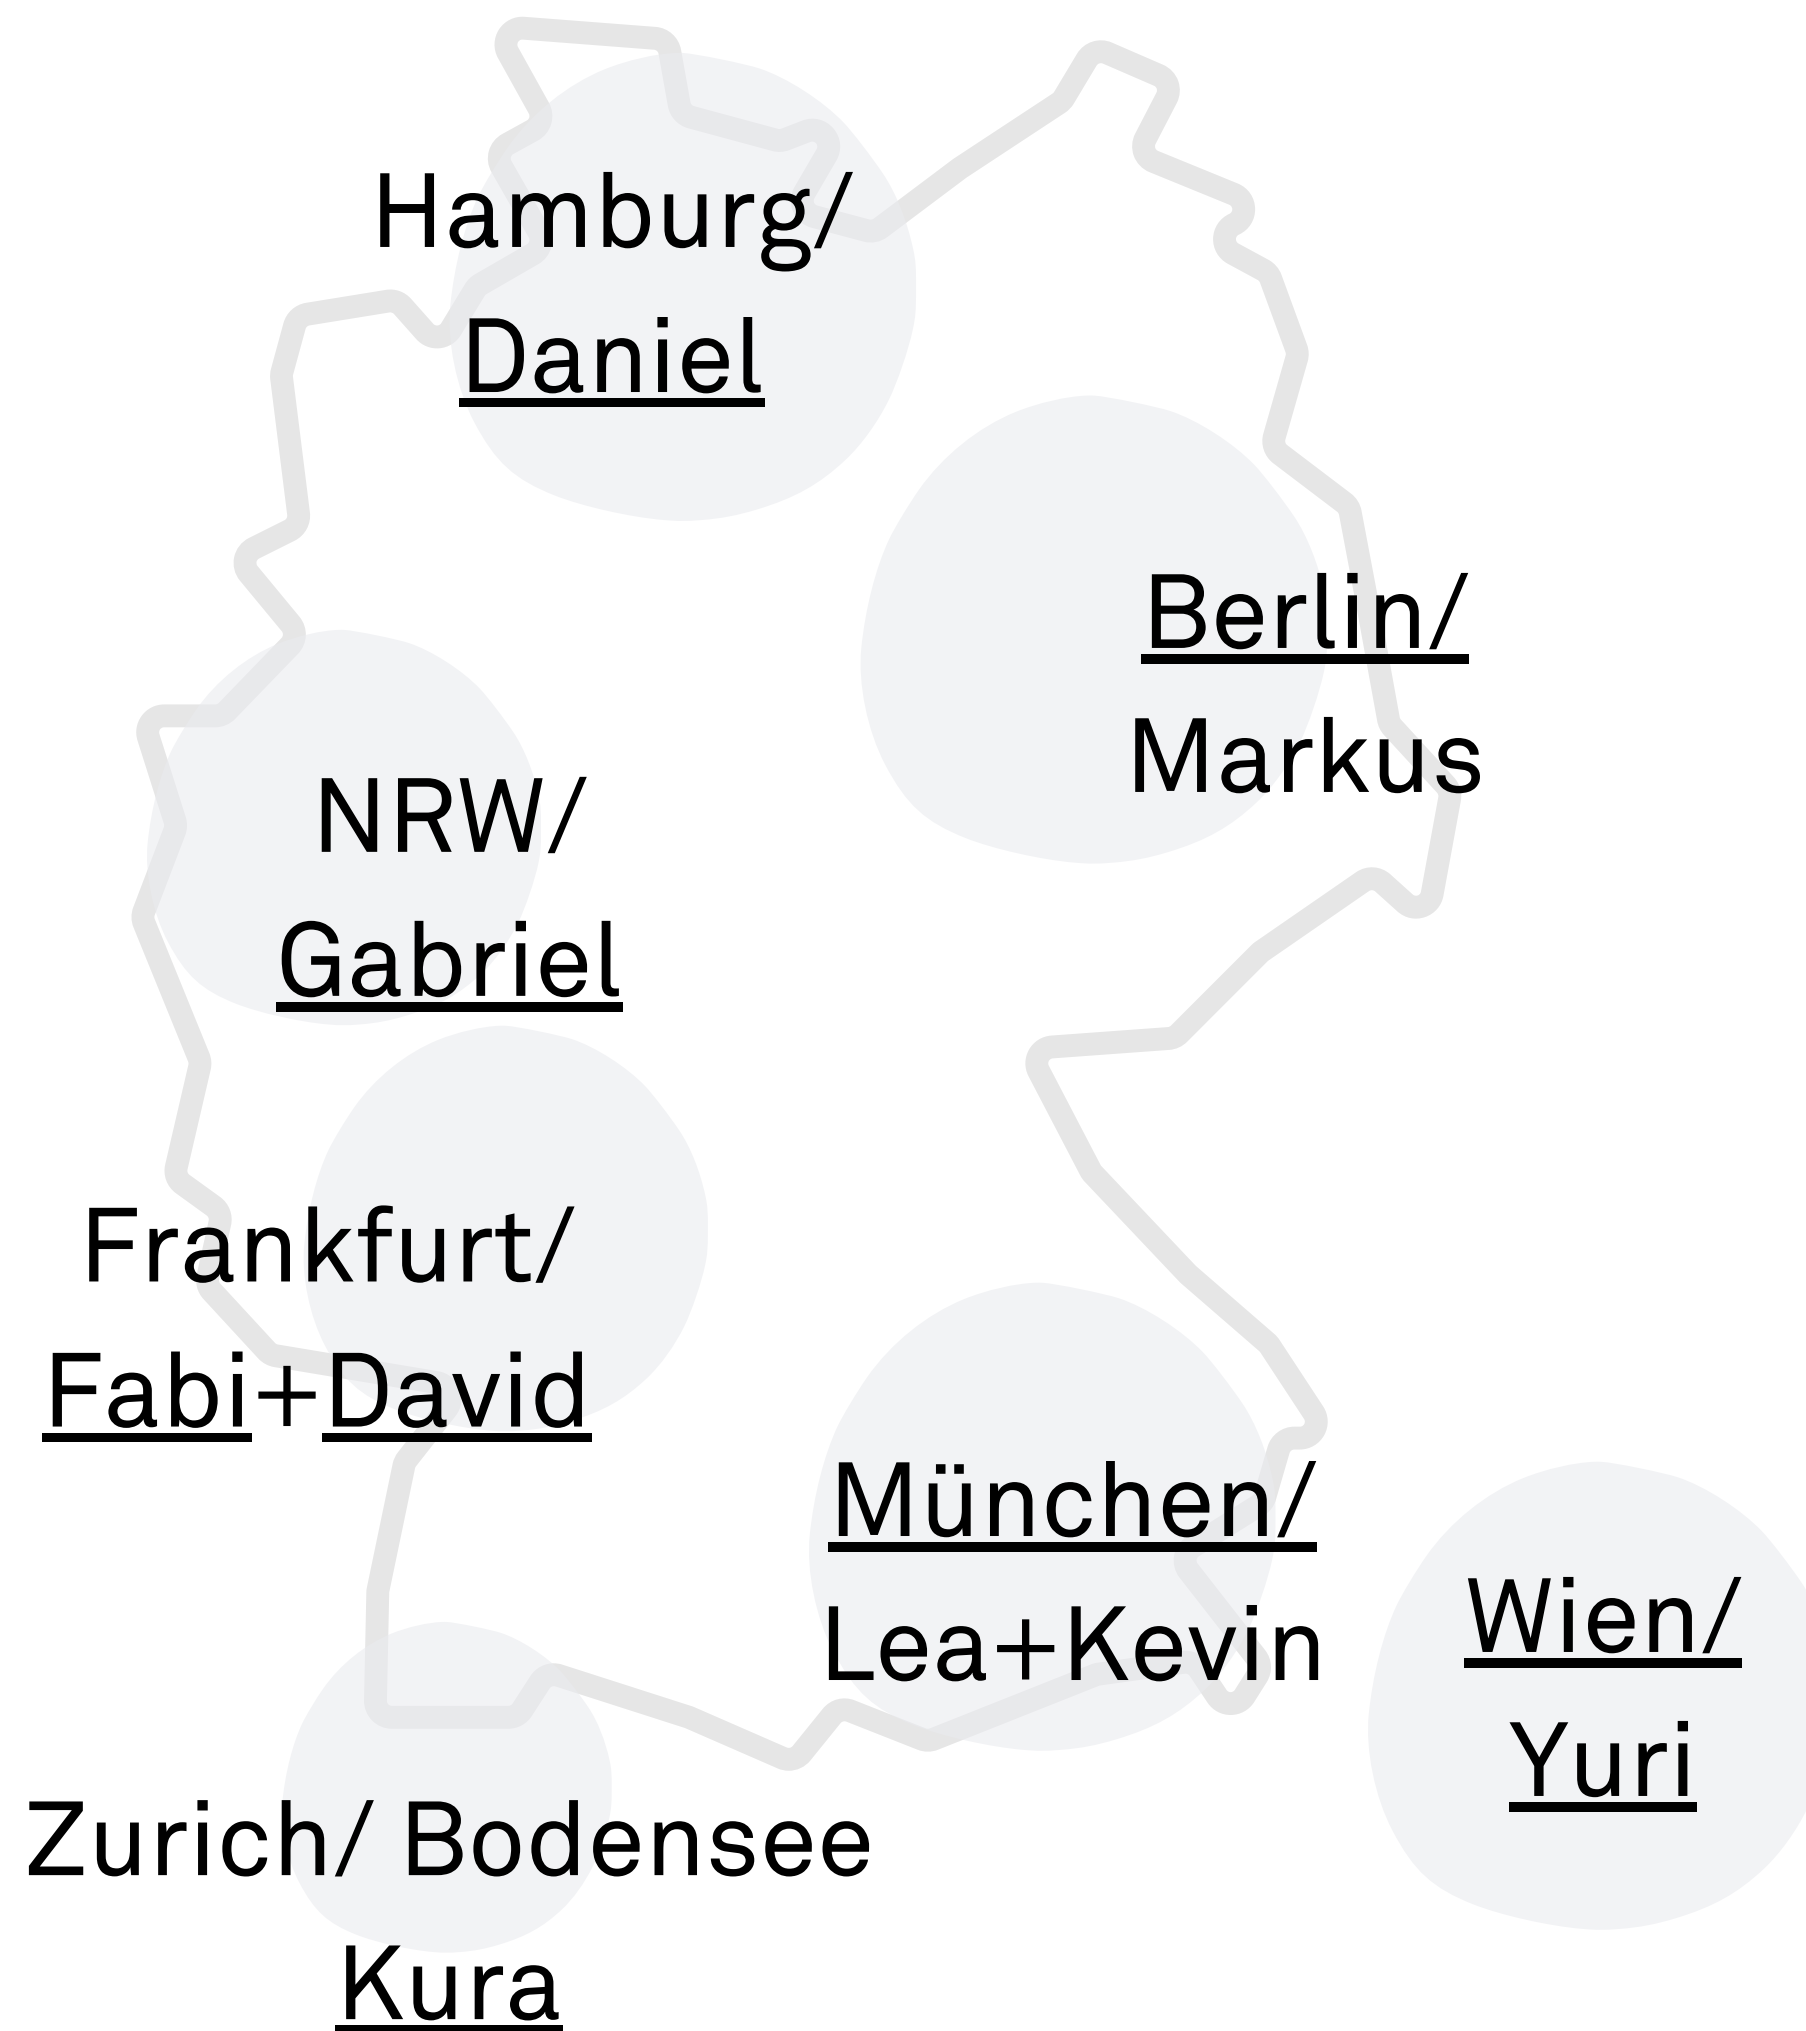 Hamburg/
Daniel
Berlin/
Markus
NRW/
Gabriel
Frankfurt/
Fabi+David
München/
Lea+Kevin
Wien/
Yuri
Zurich/ Bodensee
Kura